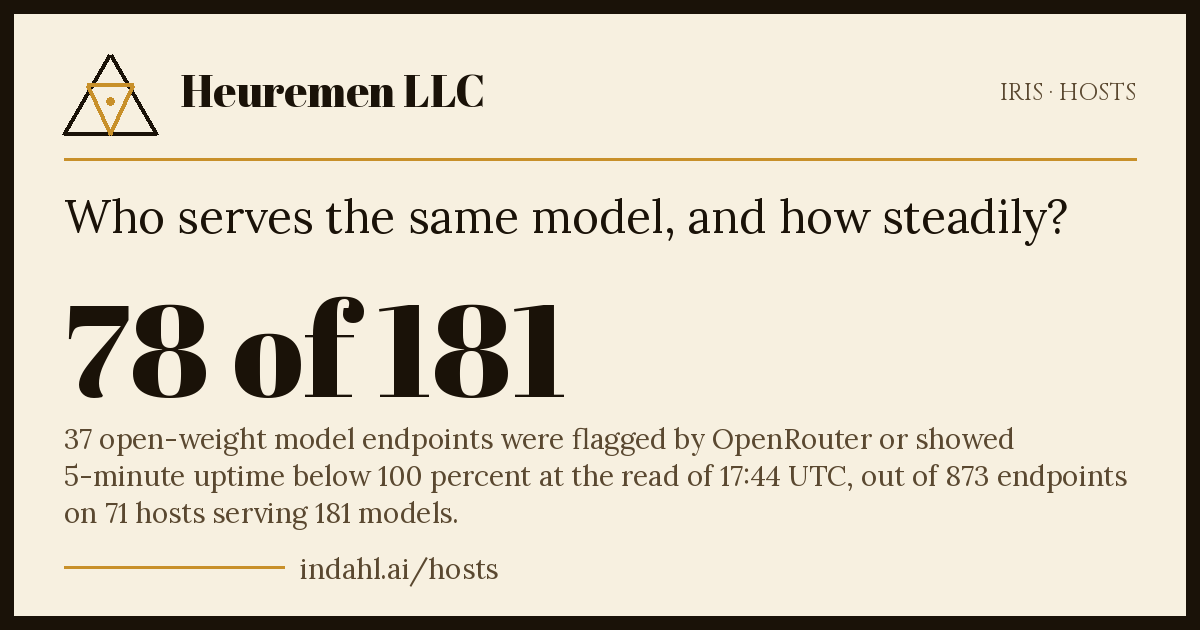 Heuremen LLC
IRIS · HOSTS
Who serves the same model, and how steadily?
78 of 181
37 open-weight model endpoints were flagged by OpenRouter or showed
5-minute uptime below 100 percent at the read of 17:44 UTC, out of 873 endpoints
on 71 hosts serving 181 models.
indahl.ai/hosts